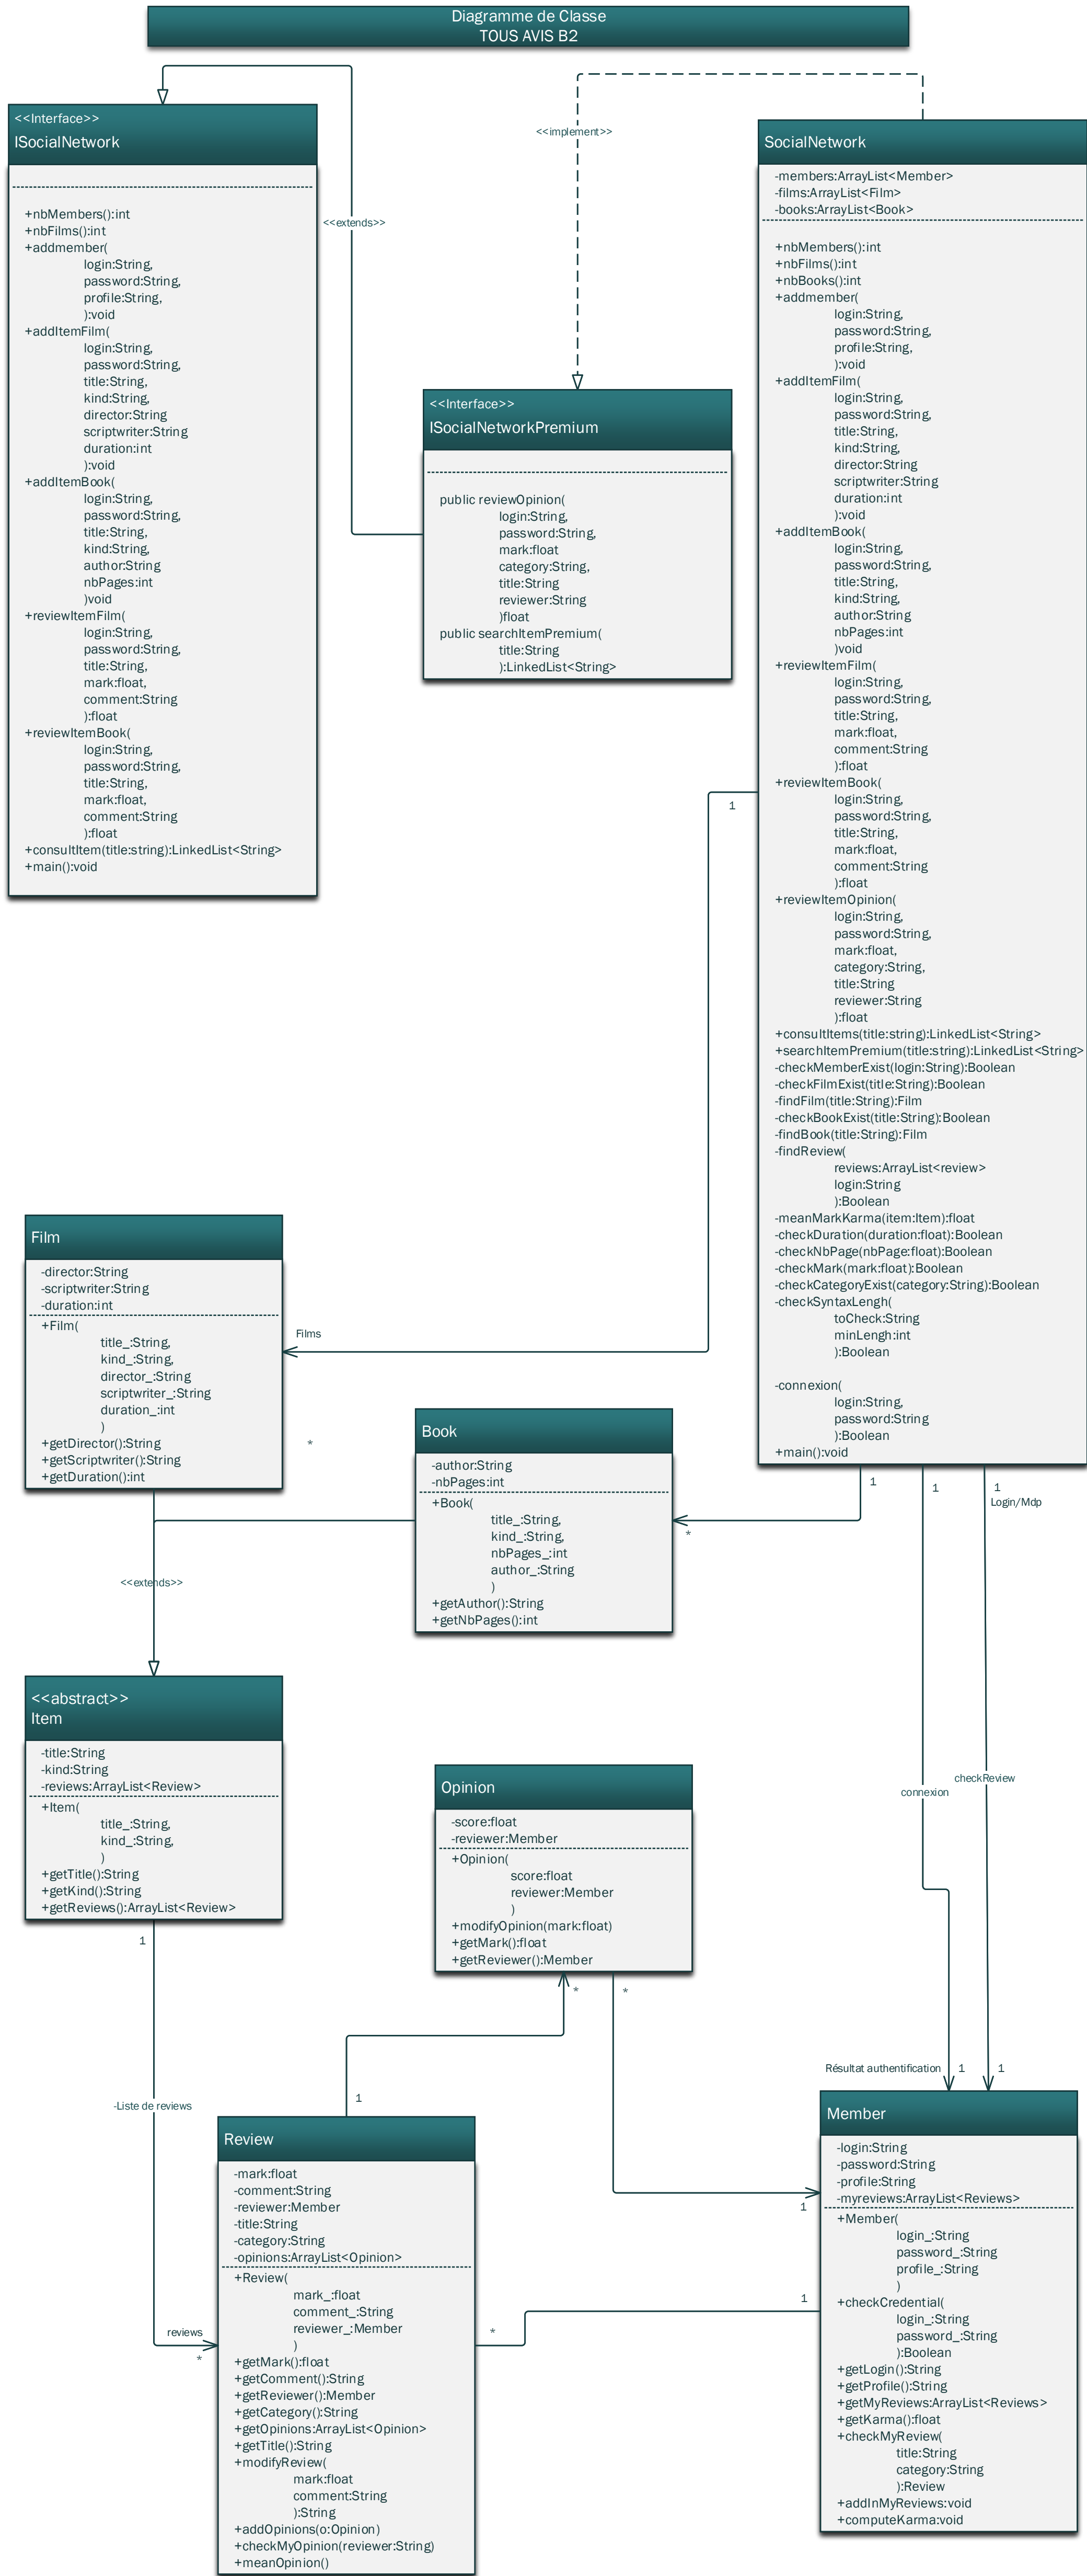 Diagramme de Classe
TOUS AVIS B2
<<Interface>>
ISocialNetwork
+nbMembers():int
+nbFilms():int
+addmember(
login:String,
password:String,
profile:String,
):void
+addItemFilm(
login:String,
password:String,
title:String,
kind:String,
director:String
scriptwriter:String
duration:int
):void
+addItemBook(
login:String,
password:String,
title:String,
kind:String,
author:String
nbPages:int
)void
+reviewItemFilm(
login:String,
password:String,
title:String,
mark:float,
comment:String
):float
+reviewItemBook(
login:String,
password:String,
title:String,
mark:float,
comment:String
):float
+consultItem(title:string):LinkedList<String>
+main():void
<<extends>>
<<implement>>
<<Interface>>
ISocialNetworkPremium
public reviewOpinion(
login:String,
password:String,
mark:float
category:String,
title:String
reviewer:String
)float
public searchItemPremium(
title:String
):LinkedList<String>
SocialNetwork
-members:ArrayList<Member>
-films:ArrayList<Film>
-books:ArrayList<Book>
+nbMembers():int
+nbFilms():int
+nbBooks():int
+addmember(
login:String,
password:String,
profile:String,
):void
+addItemFilm(
login:String,
password:String,
title:String,
kind:String,
director:String
scriptwriter:String
duration:int
):void
+addItemBook(
login:String,
password:String,
title:String,
kind:String,
author:String
nbPages:int
)void
+reviewItemFilm(
login:String,
password:String,
title:String,
mark:float,
comment:String
):float
+reviewItemBook(
login:String,
password:String,
title:String,
mark:float,
comment:String
):float
+reviewItemOpinion(
login:String,
password:String,
mark:float,
category:String,
title:String
reviewer:String
):float
+consultItems(title:string):LinkedList<String>
+searchItemPremium(title:string):LinkedList<String>
-checkMemberExist(login:String):Boolean
-checkFilmExist(title:String):Boolean
-findFilm(title:String):Film
-checkBookExist(title:String):Boolean
-findBook(title:String):Film
-findReview(
reviews:ArrayList<review>
login:String
):Boolean
-meanMarkKarma(item:Item):float
-checkDuration(duration:float):Boolean
-checkNbPage(nbPage:float):Boolean
-checkMark(mark:float):Boolean
-checkCategoryExist(category:String):Boolean
-checkSyntaxLengh(
toCheck:String
minLengh:int
):Boolean
-connexion(
login:String,
password:String
):Boolean
+main():void
1
Films
*
Film
-director:String
-scriptwriter:String
-duration:int
+Film(
title_:String,
kind_:String,
director_:String
scriptwriter_:String
duration_:int
)
+getDirector():String
+getScriptwriter():String
+getDuration():int
Book
-author:String
-nbPages:int
+Book(
title_:String,
kind_:String,
nbPages_:int
author_:String
)
+getAuthor():String
+getNbPages():int
1
*
1
1
Login/Mdp
<<extends>>
<<abstract>>
Item
-title:String
-kind:String
-reviews:ArrayList<Review>
+Item(
title_:String,
kind_:String,
)
+getTitle():String
+getKind():String
+getReviews():ArrayList<Review>
Opinion
-score:float
-reviewer:Member
+Opinion(
score:float
reviewer:Member
)
+modifyOpinion(mark:float)
+getMark():float
+getReviewer():Member
checkReview
connexion
1
*
*
Résultat authentification
1
1
-Liste de reviews
1
Review
-mark:float
-comment:String
-reviewer:Member
-title:String
-category:String
-opinions:ArrayList<Opinion>
+Review(
mark_:float
comment_:String
reviewer_:Member
)
+getMark():float
+getComment():String
+getReviewer():Member
+getCategory():String
+getOpinions:ArrayList<Opinion>
+getTitle():String
+modifyReview(
mark:float
comment:String
):String
+addOpinions(o:Opinion)
+checkMyOpinion(reviewer:String)
+meanOpinion()
reviews
*
*
1
1
Member
-login:String
-password:String
-profile:String
-myreviews:ArrayList<Reviews>
+Member(
login_:String
password_:String
profile_:String
)
+checkCredential(
login_:String
password_:String
):Boolean
+getLogin():String
+getProfile():String
+getMyReviews:ArrayList<Reviews>
+getKarma():float
+checkMyReview(
title:String
category:String
):Review
+addInMyReviews:void
+computeKarma:void